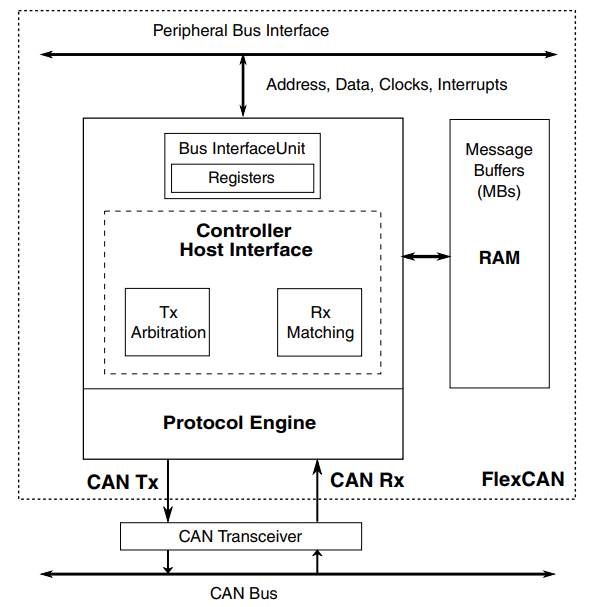 Peripheral Bus Interface
Address, Data, Clocks, Interrupts
Bus InterfaceUnit
Registers
Controller
Host Interface
Tx
Arbitration
Rx
Matching
Message
Buffers
(MBs)
RAM
Protocol Engine
CAN Tx
CAN Rx
FlexCAN
CAN Transceiver
CAN Bus